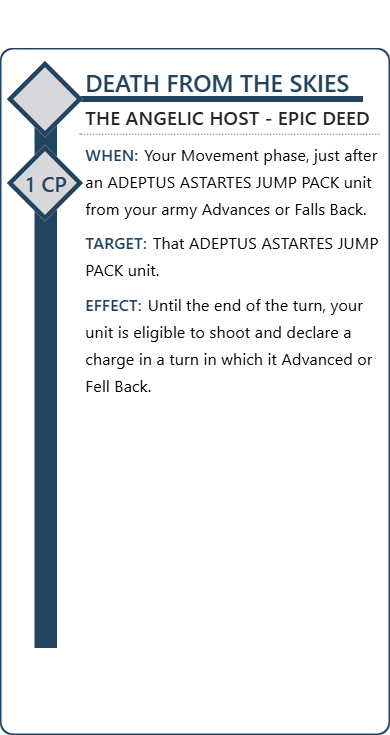 DEATH FROM THE SKIES
THE ANGELIC HOST - EPIC DEED
WHEN: Your Movement phase, just after
1 CP
an ADEPTUS ASTARTES JUMP PACK unit
from your army Advances or Falls Back.
TARGET: That ADEPTUS ASTARTES JUMP
PACK unit.
EFFECT: Until the end of the turn, your
unit is eligible to shoot and declare a
charge in a turn in which it Advanced or
Fell Back.